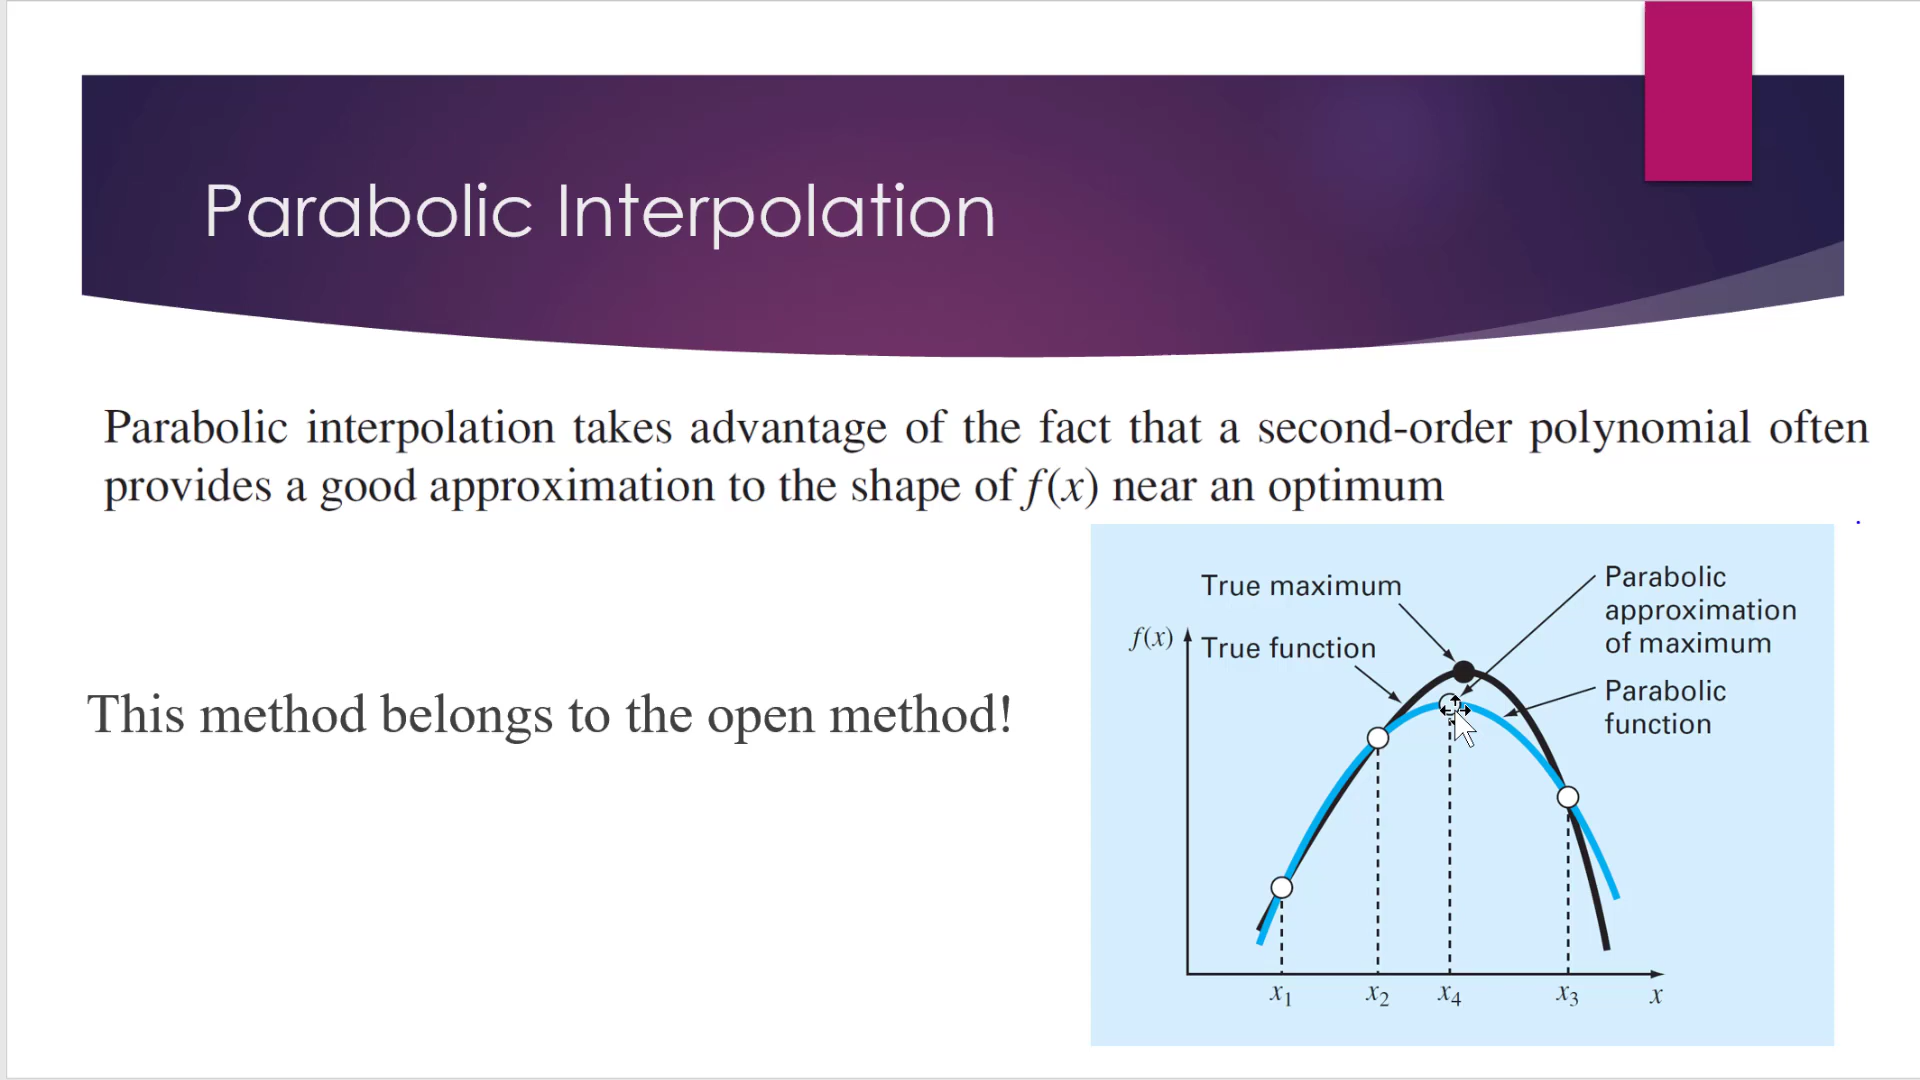 Parabolic Interpolation
Parabolic interpolation takes advantage of the fact that a second-order polynomial often
provides a good approximation to the shape of f(x) near an optimum
This method belongs to the open method!
True maximum
Parabolic
approximation
of maximum
f(x)
True function
Parabolic
function
x₁
x₂
x₄
x₃
x